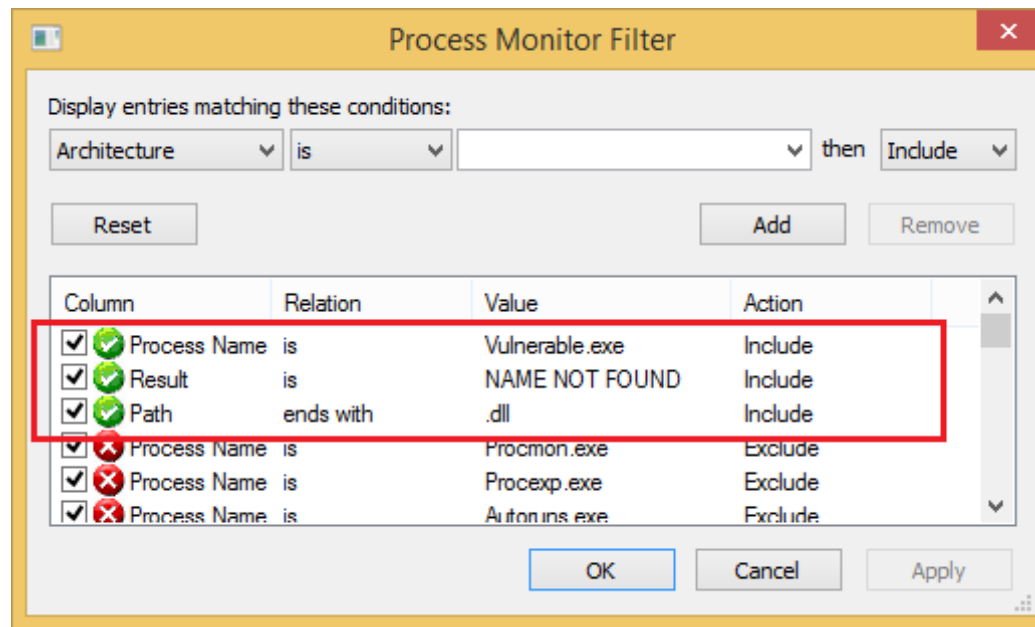 Process Monitor Filter
Display entries matching these conditions:
Architecture is then Include
Reset Add Remove
Column Relation Value Action
Process Name is Vulnerable.exe Include
Result is NAME NOT FOUND Include
Path ends with .dll Include
Process Name is Procmon.exe Exclude
Process Name is Procexp.exe Exclude
Process Name is Autoruns.exe Exclude
OK Cancel Apply